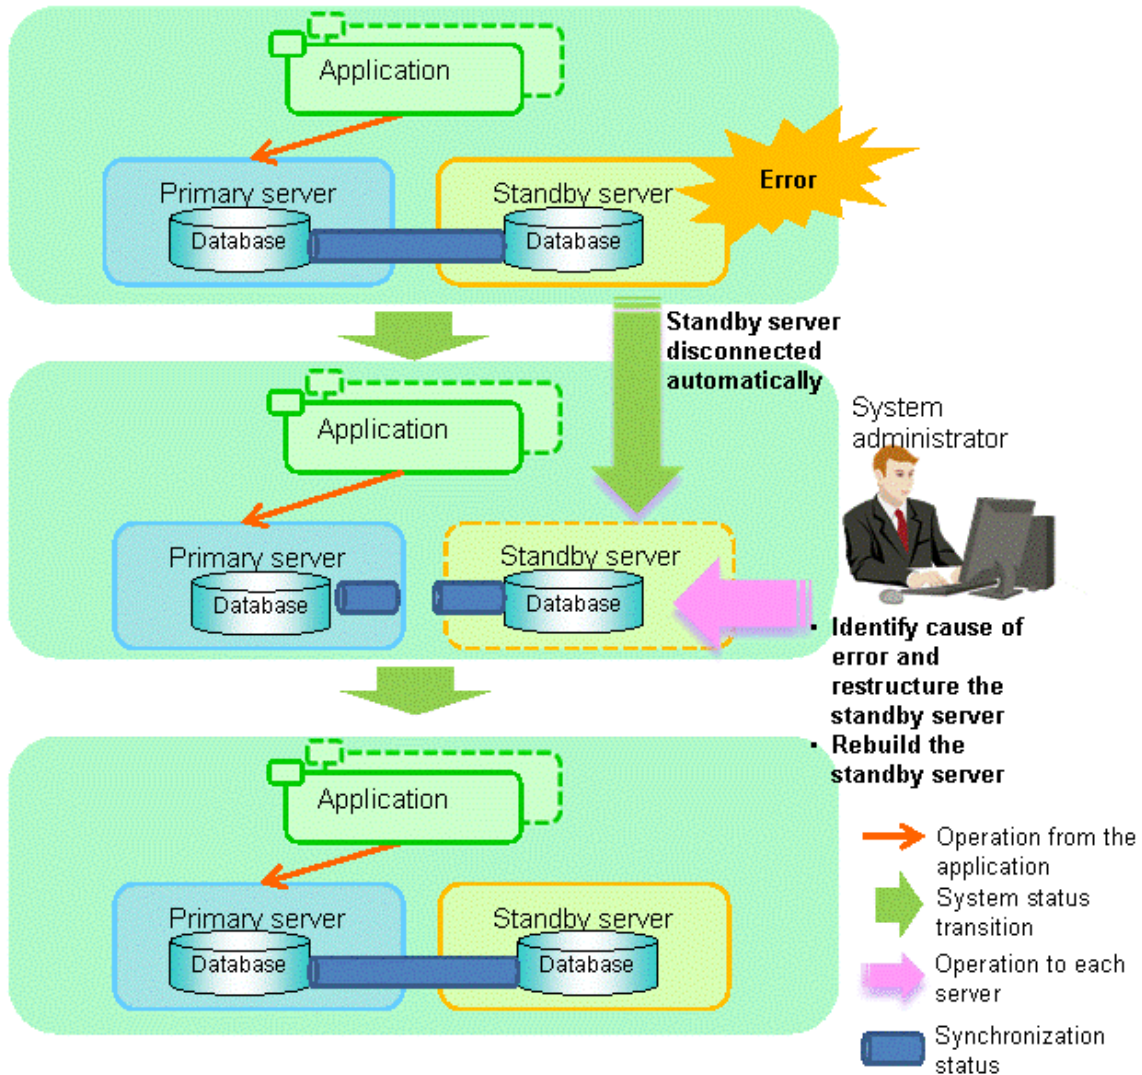 Application
Error
Primary server
Standby server
Database
Database
Standby server
disconnected
automatically
Application
System
administrator
Primary server
Standby server
Database
Database
• Identify cause of
error and
restructure the
standby server
• Rebuild the
standby server
Application
Operation from the
application
System status
transition
Primary server
Standby server
Database
Database
Operation to each
server
Synchronization
status